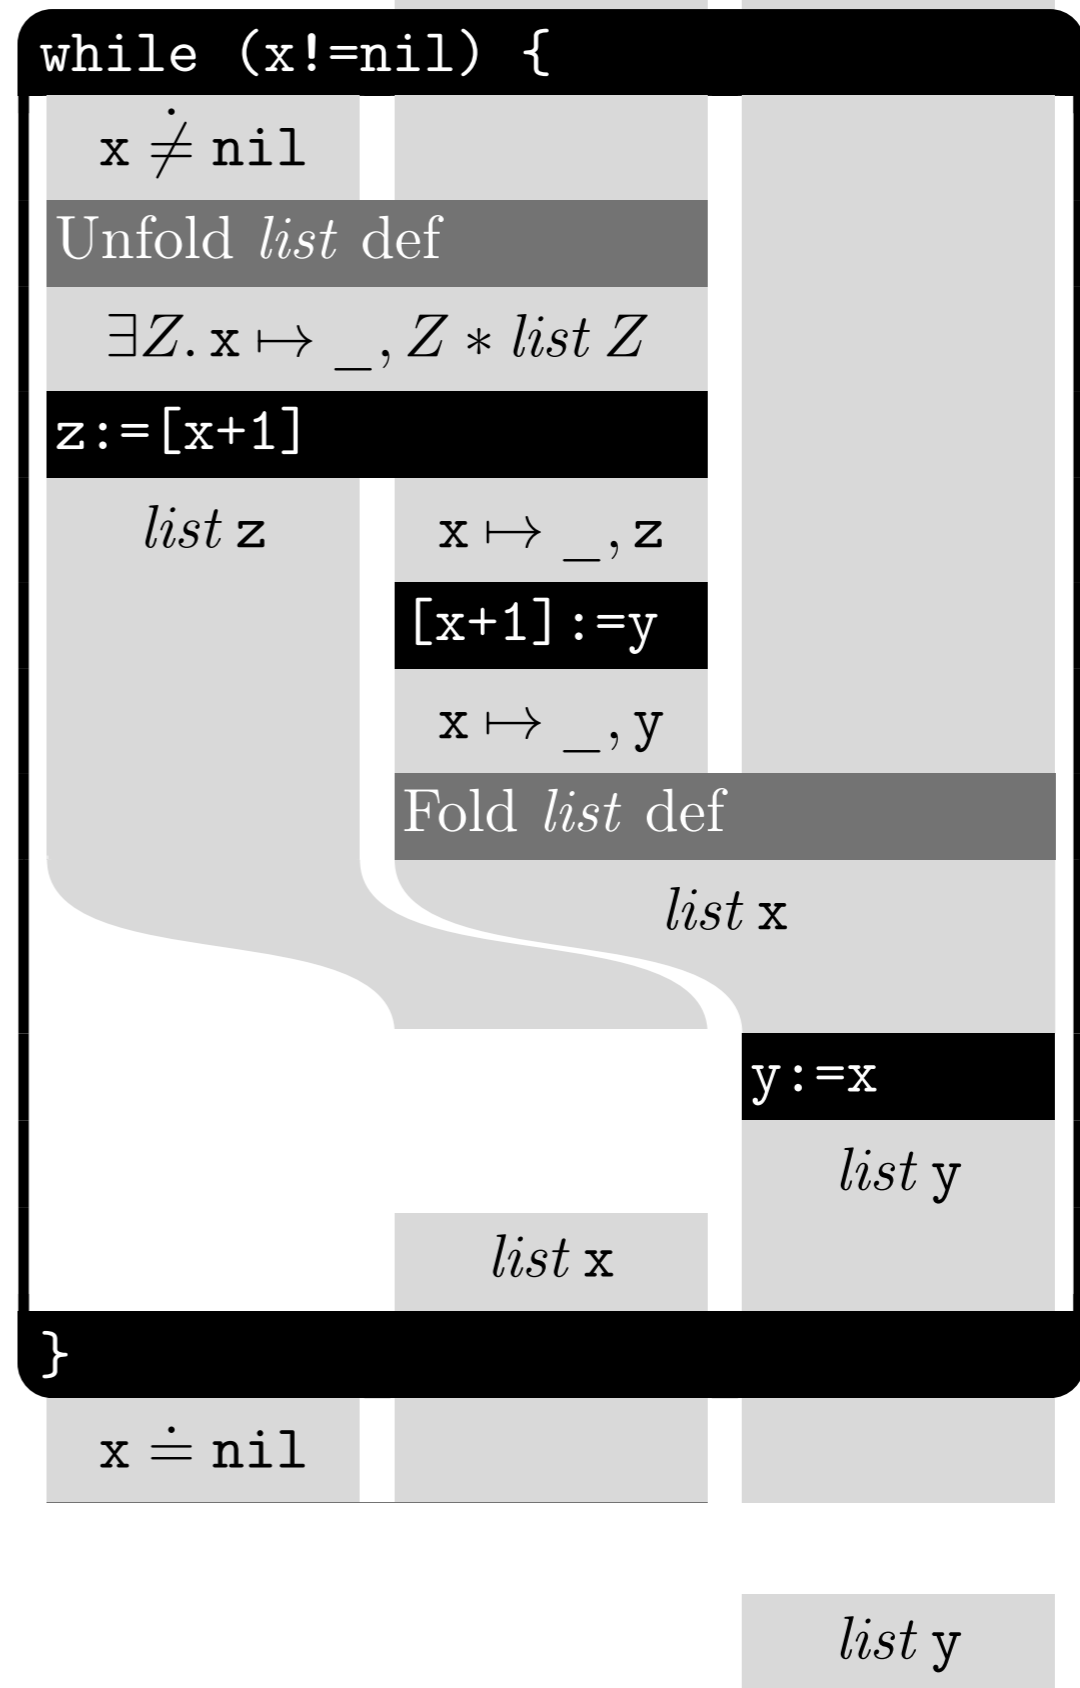 while (x!=nil) {
x ≐̸ nil
Unfold list def
∃Z. x ↦ _, Z * list Z
z:=[x+1]
list z x ↦ _, z
[x+1]:=y
x ↦ _, y
Fold list def
list x
y:=x
list y
list x
}
x ≐ nil
list y